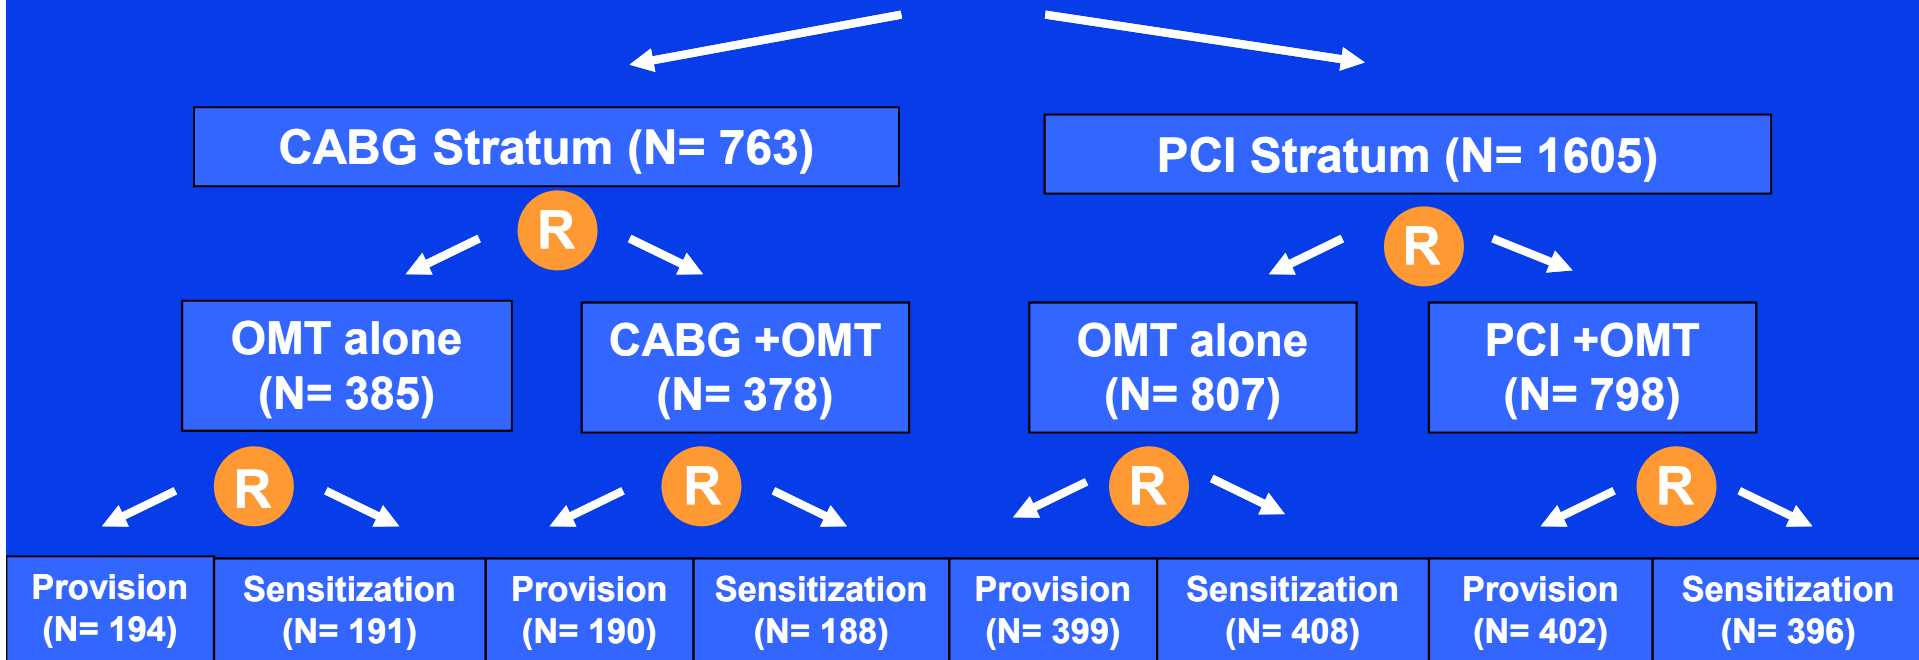 CABG Stratum (N= 763)
PCI Stratum (N= 1605)
R
R
OMT alone
(N= 385)
CABG +OMT
(N= 378)
OMT alone
(N= 807)
PCI +OMT
(N= 798)
R
R
R
R
Provision
(N= 194)
Sensitization
(N= 191)
Provision
(N= 190)
Sensitization
(N= 188)
Provision
(N= 399)
Sensitization
(N= 408)
Provision
(N= 402)
Sensitization
(N= 396)